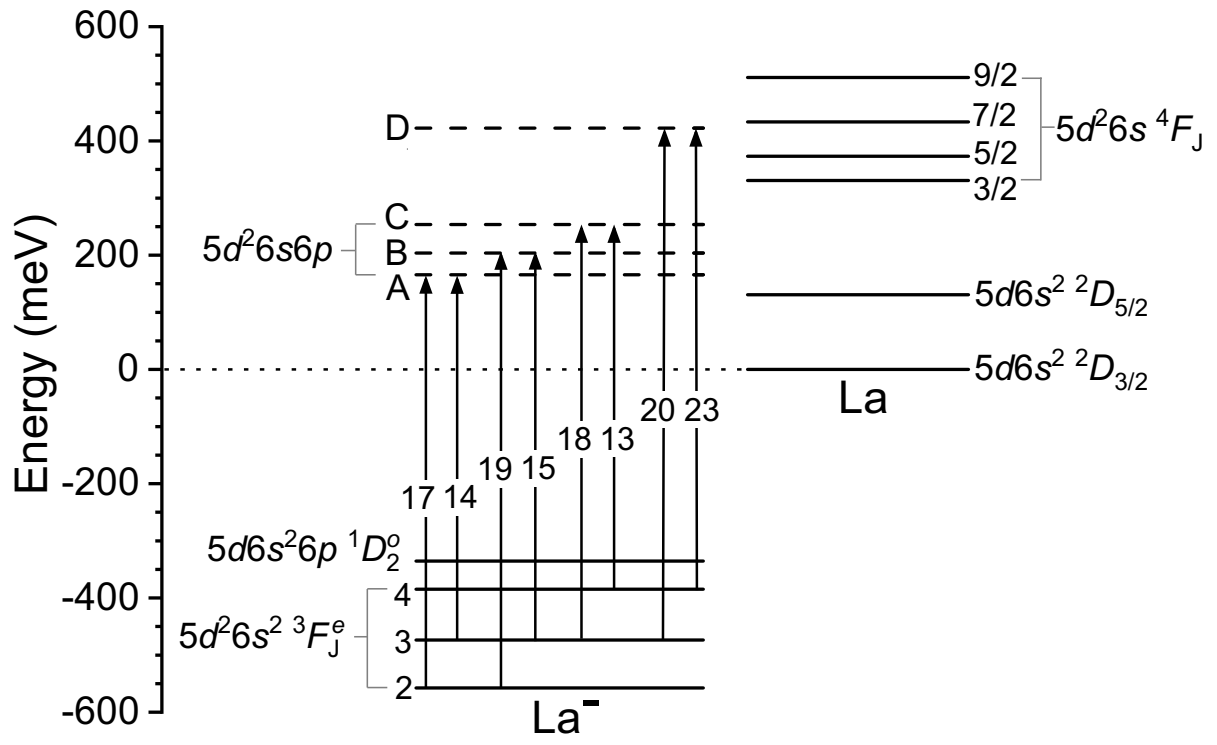 600
400
200
0
-200
-400
-600
Energy (meV)
D
C
B
A
5d²6s6p
17
14
19
15
18
13
20
23
5d6s²6p ¹D₂ᵒ
5d²6s² ³F_Jᵉ
4
3
2
La⁻
9/2
7/2
5/2
3/2
5d²6s ⁴F_J
5d6s² ²D₅/₂
5d6s² ²D₃/₂
La